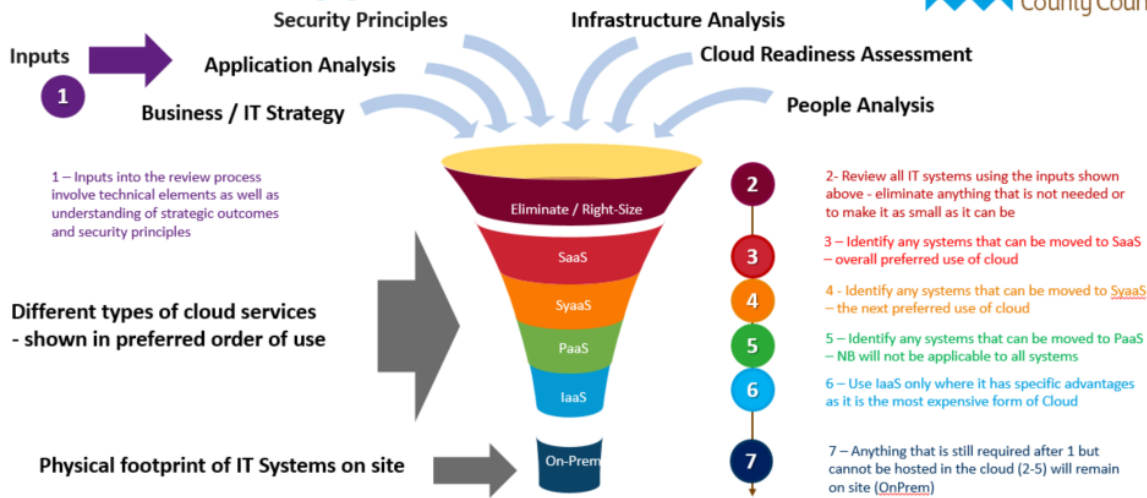 Security Principles
Infrastructure Analysis
County Coun
Inputs
Application Analysis
Cloud Readiness Assessment
1
Business / IT Strategy
People Analysis
1 – Inputs into the review process
involve technical elements as well as
understanding of strategic outcomes
and security principles
Eliminate / Right-Size
2
2- Review all IT systems using the inputs shown
above - eliminate anything that is not needed or
to make it as small as it can be
SaaS
3
3 – Identify any systems that can be moved to SaaS
– overall preferred use of cloud
Different types of cloud services
- shown in preferred order of use
SyaaS
4
4 - Identify any systems that can be moved to SyaaS
– the next preferred use of cloud
PaaS
5
5 – Identify any systems that can be moved to PaaS
– NB will not be applicable to all systems
IaaS
6
6 – Use IaaS only where it has specific advantages
as it is the most expensive form of Cloud
Physical footprint of IT Systems on site
On-Prem
7
7 – Anything that is still required after 1 but
cannot be hosted in the cloud (2-5) will remain
on site (OnPrem)